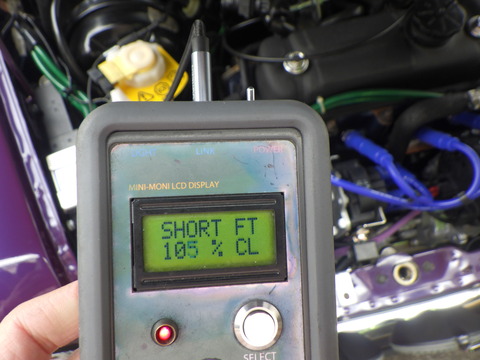 POWER
MINI-MONI LCD DISPLAY
SHORT FT
105 % CL
SELECT